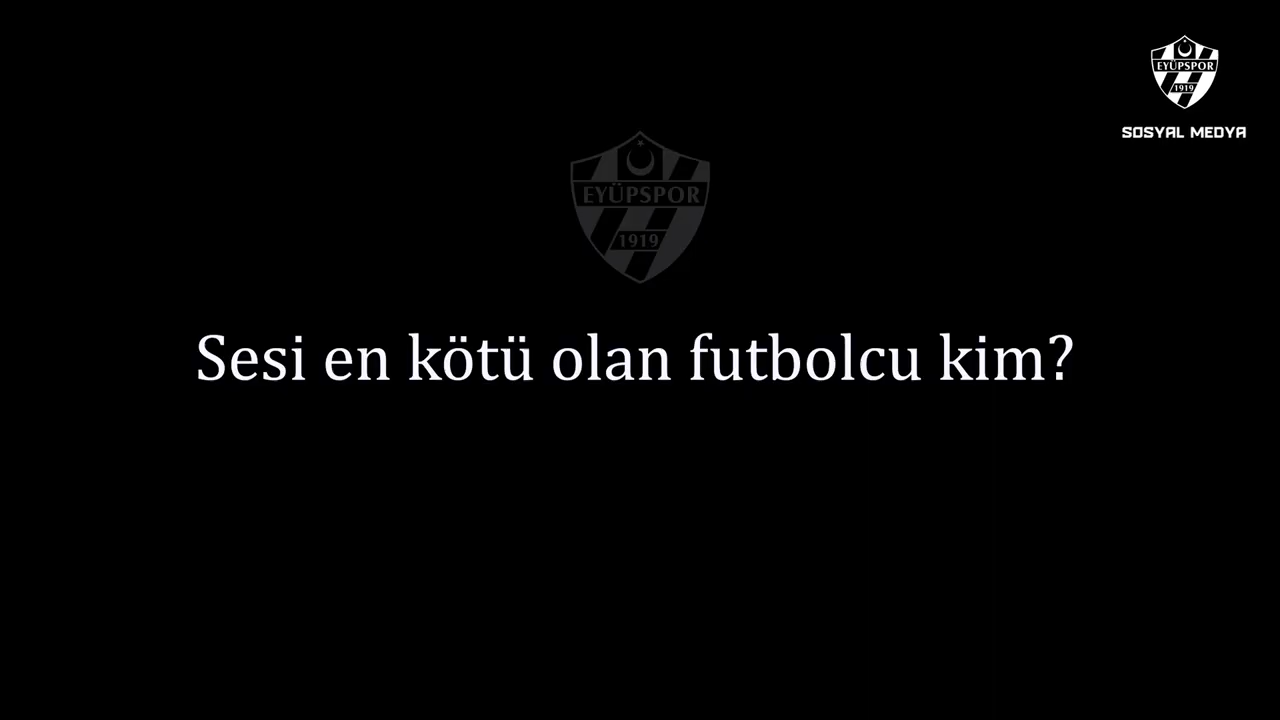 EYÜPSPOR
1919
SOSYAL MEDYA
EYÜPSPOR
1919
Sesi en kötü olan futbolcu kim?